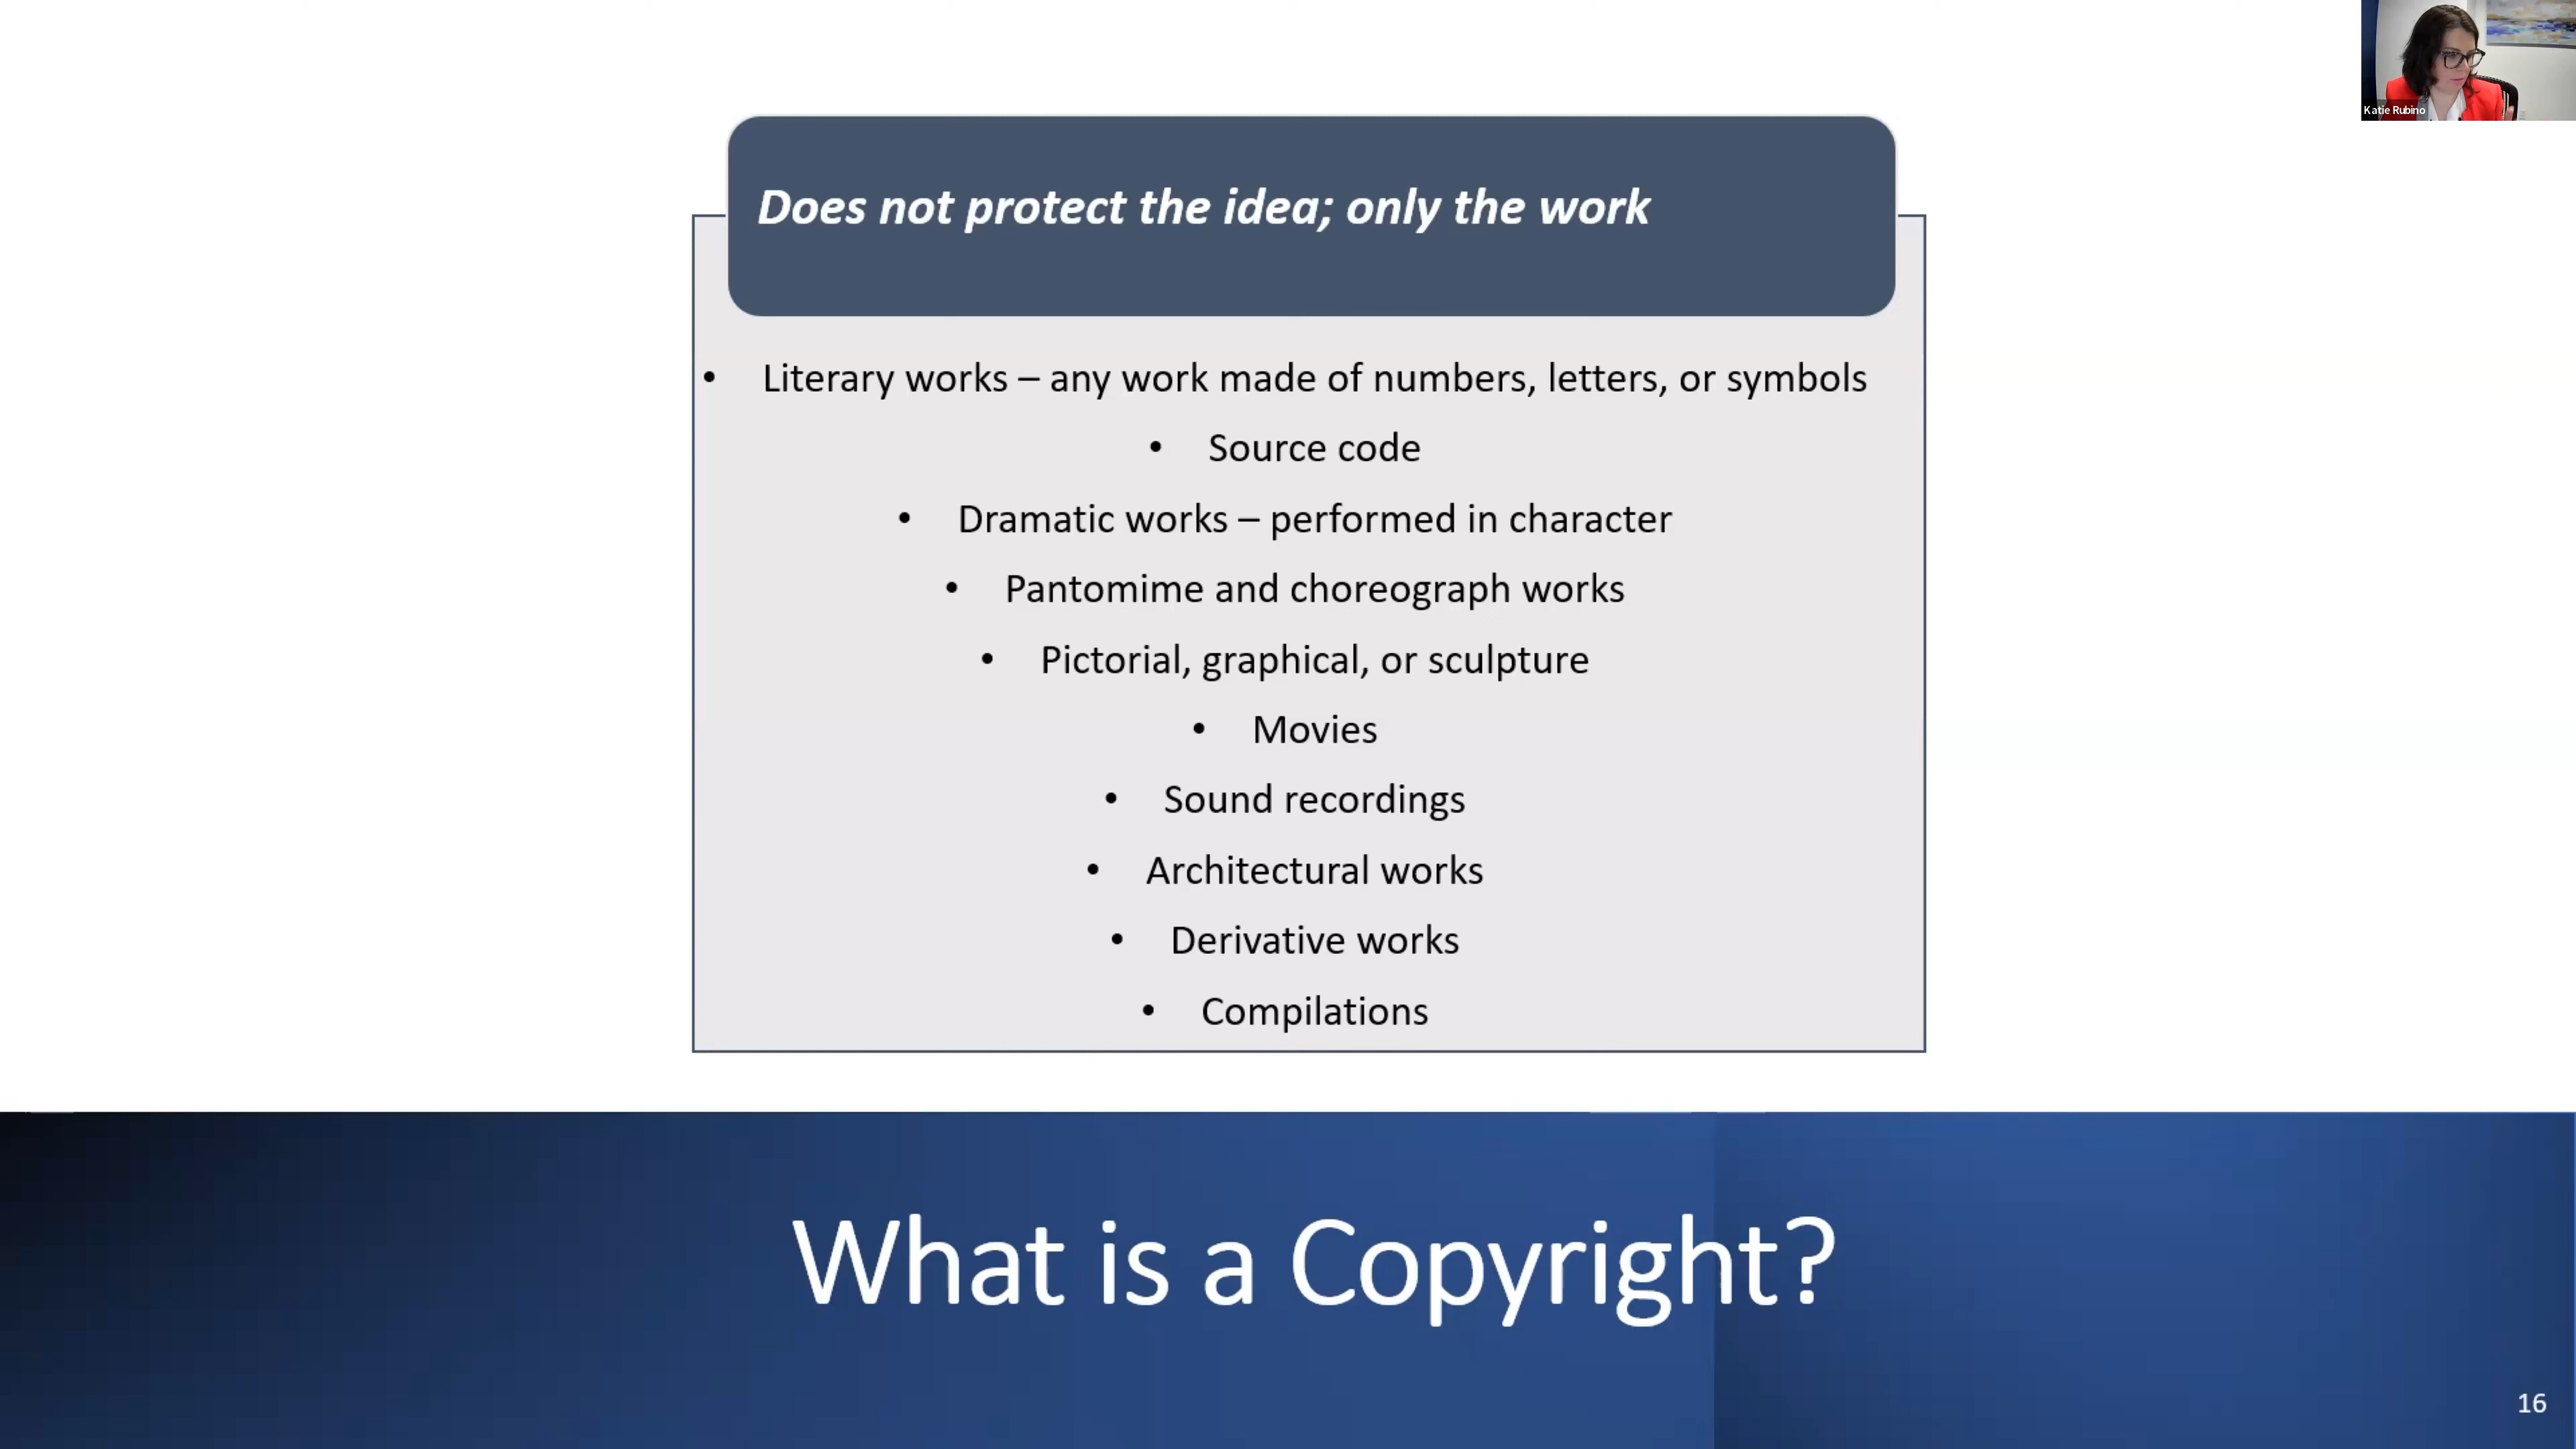 Katie Rubino
Does not protect the idea; only the work
• Literary works – any work made of numbers, letters, or symbols
• Source code
• Dramatic works – performed in character
• Pantomime and choreograph works
• Pictorial, graphical, or sculpture
• Movies
• Sound recordings
• Architectural works
• Derivative works
• Compilations
What is a Copyright?
16